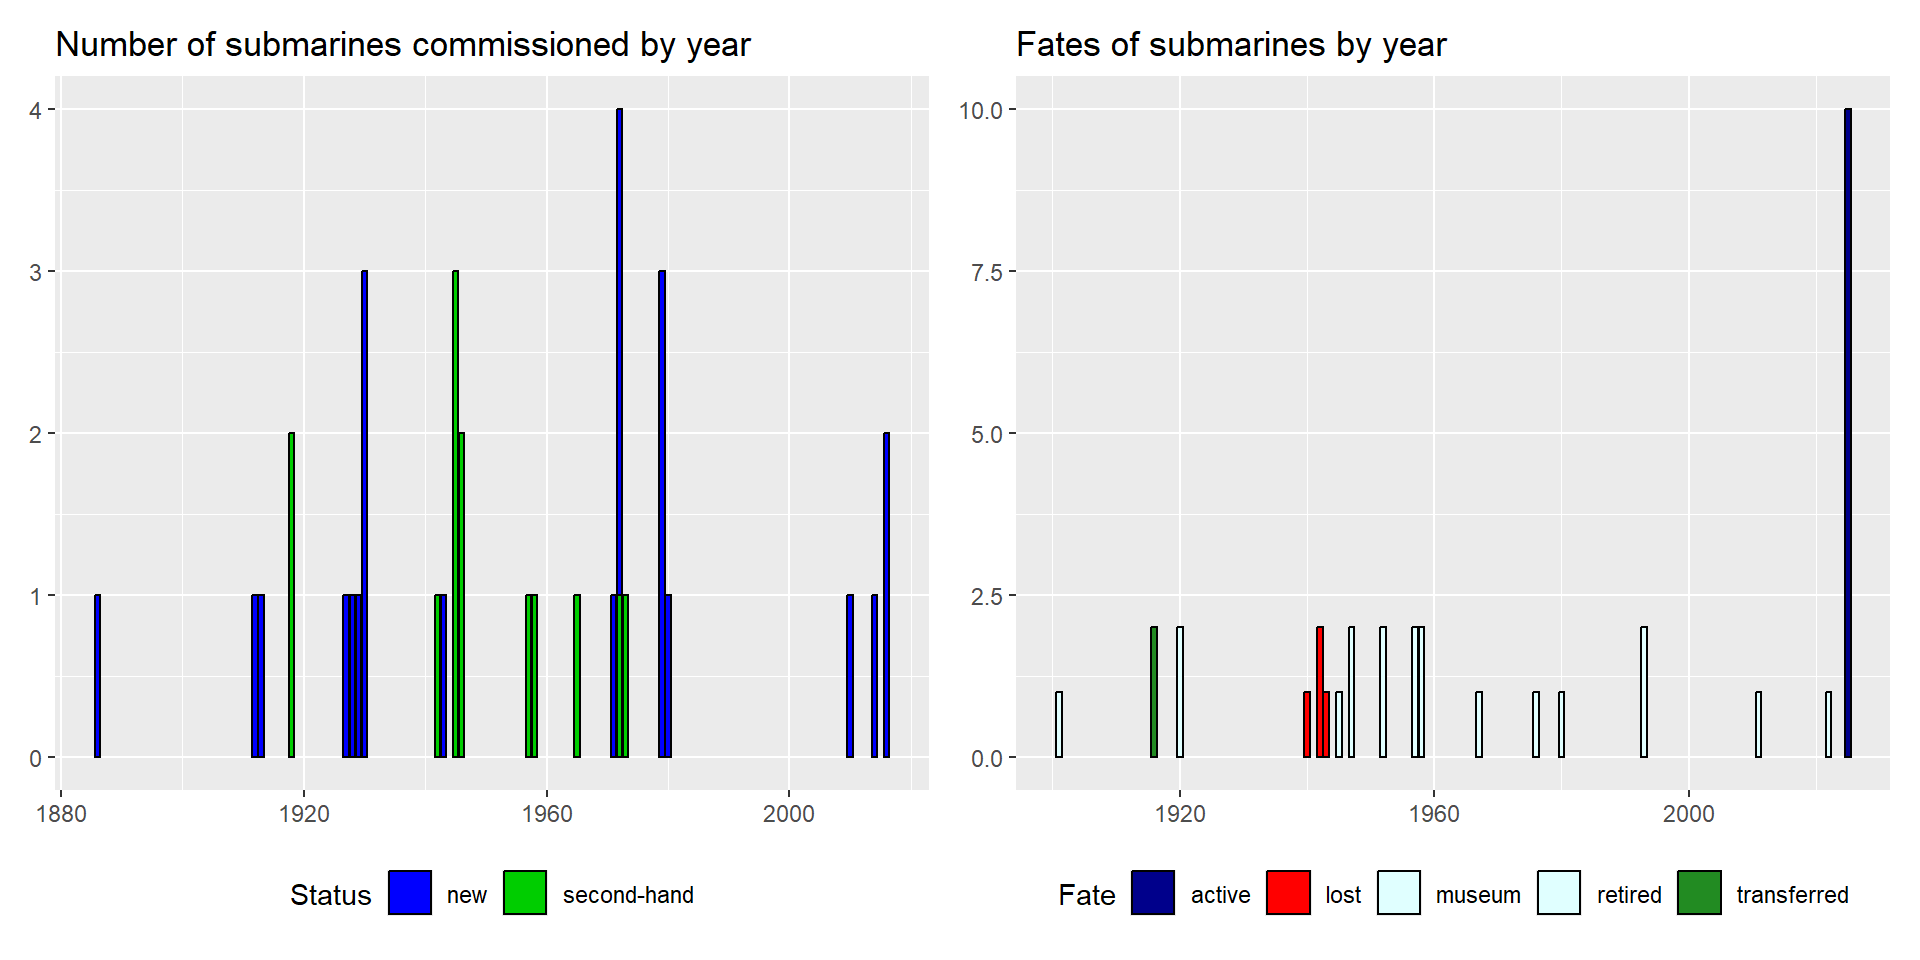 Number of submarines commissioned by year
4
3
2
1
0
1880 1920 1960 2000
Status new second-hand
Fates of submarines by year
10.0
7.5
5.0
2.5
0.0
1920 1960 2000
Fate active lost museum retired transferred